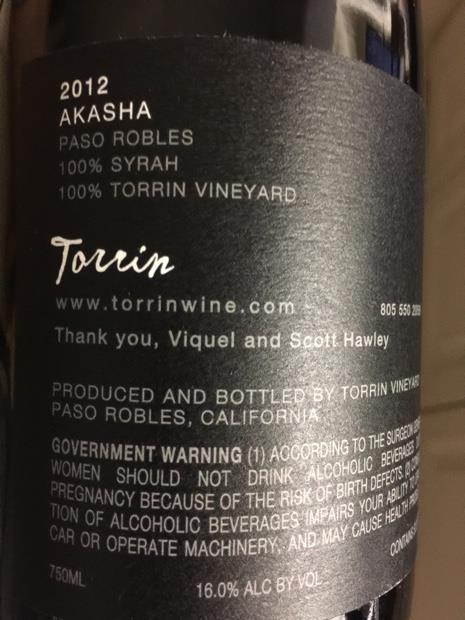 2012
AKASHA
PASO ROBLES
100% SYRAH
100% TORRIN VINEYARD
Torrin
www.torrinwine.com 805 550
Thank you, Viquel and Scott Hawley
PRODUCED AND BOTTLED BY TORRIN VINEYARD
PASO ROBLES, CALIFORNIA
GOVERNMENT WARNING (1) ACCORDING TO THE SURGEON
WOMEN SHOULD NOT DRINK ALCOHOLIC BEVERAGES
PREGNANCY BECAUSE OF THE RISK OF BIRTH DEFECTS. (2)
TION OF ALCOHOLIC BEVERAGES IMPAIRS YOUR ABILITY TO
CAR OR OPERATE MACHINERY, AND MAY CAUSE HEALTH
750ML 16.0% ALC BY VOL